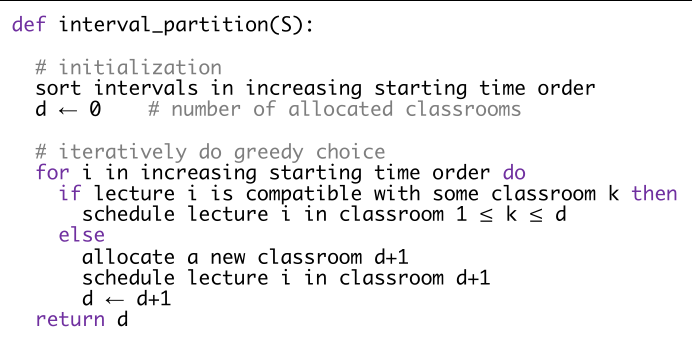 def interval_partition(S):
# initialization
sort intervals in increasing starting time order
d ← 0 # number of allocated classrooms
# iteratively do greedy choice
for i in increasing starting time order do
if lecture i is compatible with some classroom k then
schedule lecture i in classroom 1 ≤ k ≤ d
else
allocate a new classroom d+1
schedule lecture i in classroom d+1
d ← d+1
return d